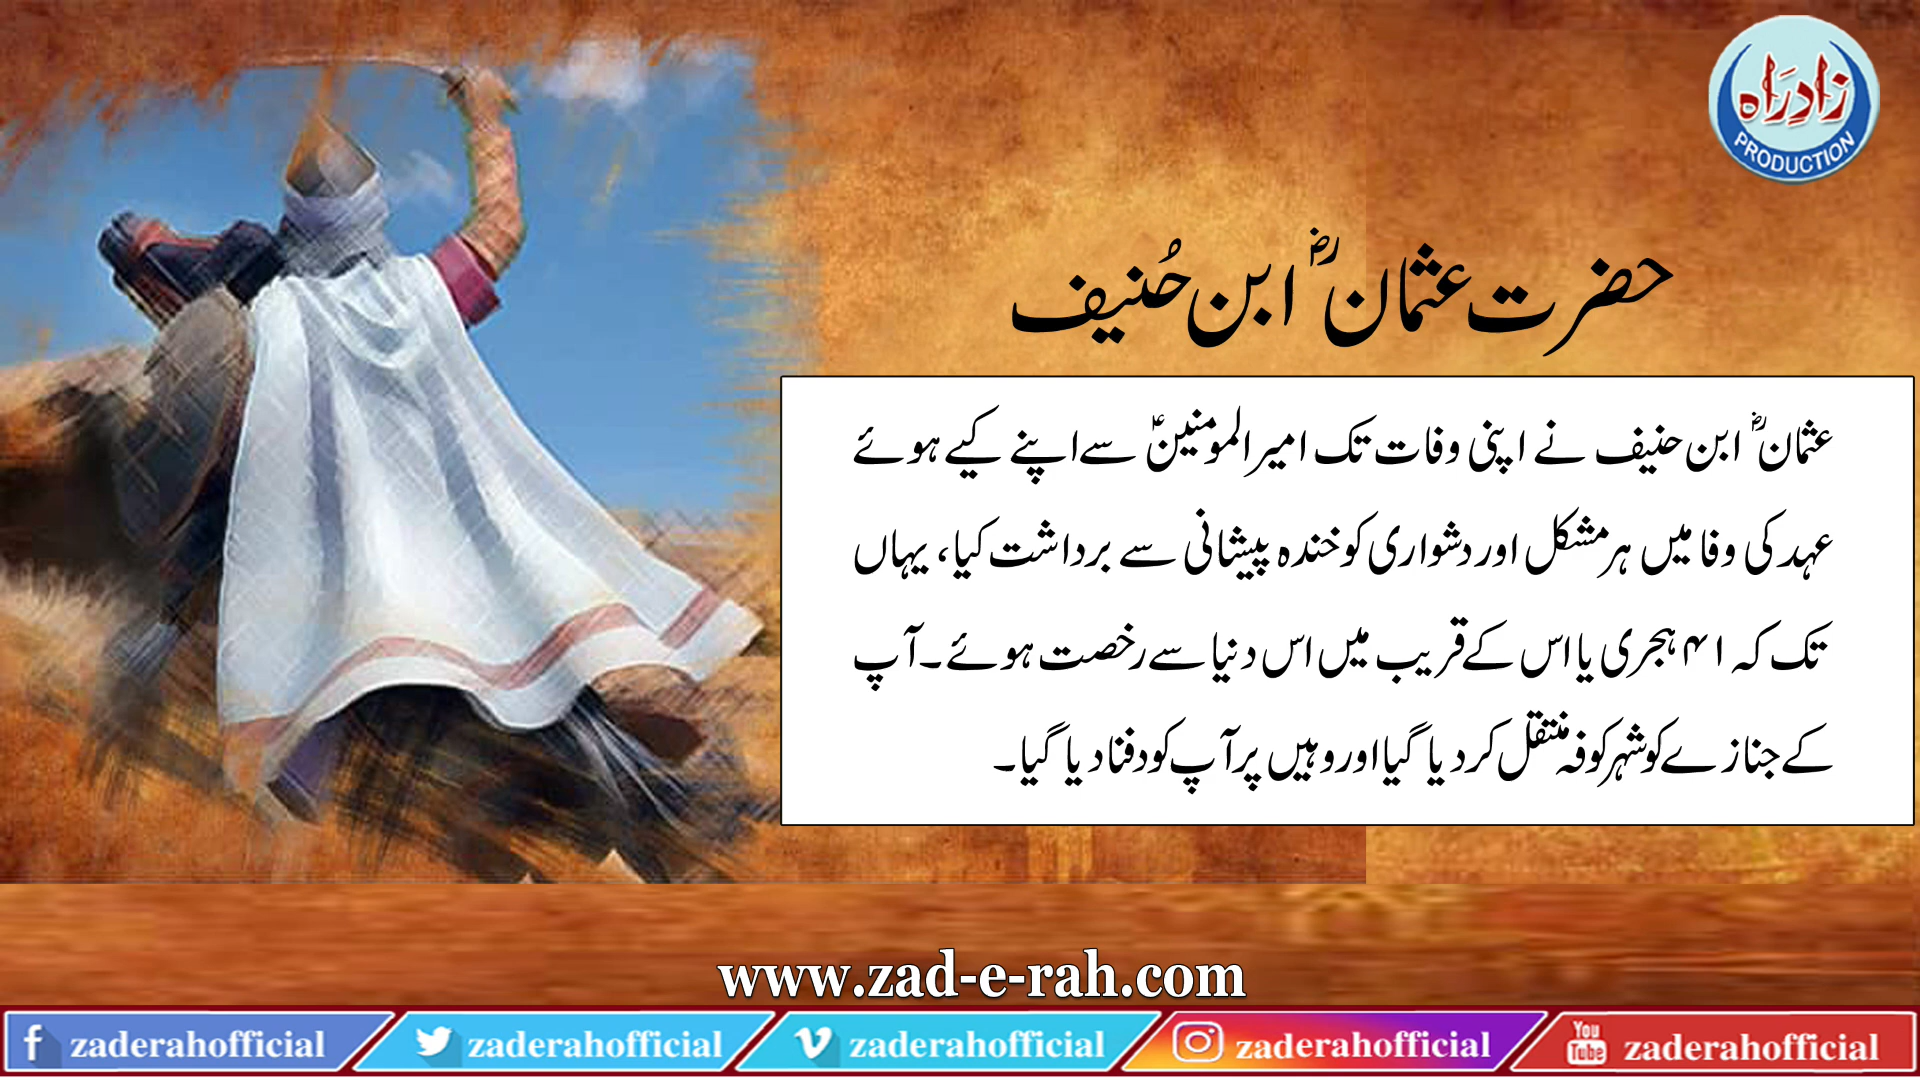 زادِرَاہ
PRODUCTION
حضرت عثمانؓ ابن حُنیف
عثمانؓ ابن حنیف نے اپنی وفات تک امیرالمومنینؑ سے اپنے کیے ہوئے
عہد کی وفا میں ہر مشکل اور دشواری کو خندہ پیشانی سے برداشت کیا، یہاں
تک کہ ۴۱ ہجری یا اس کے قریب میں اس دنیا سے رخصت ہوئے۔ آپ
کے جنازے کو شہر کوفہ منتقل کر دیا گیا اور وہیں پر آپ کو دفنا دیا گیا۔
www.zad-e-rah.com
f zaderahofficial zaderahofficial zaderahofficial zaderahofficial You Tube zaderahofficial